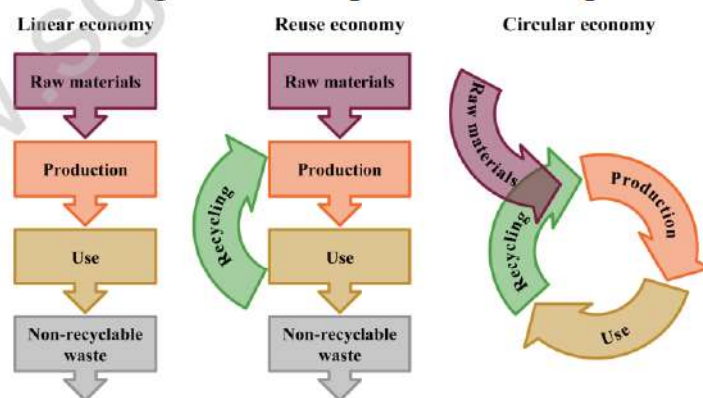 Linear economy
Raw materials
Production
Use
Non-recyclable
waste
Reuse economy
Raw materials
Production
Recycling
Use
Non-recyclable
waste
Circular economy
Raw materials
Production
Recycling
Use